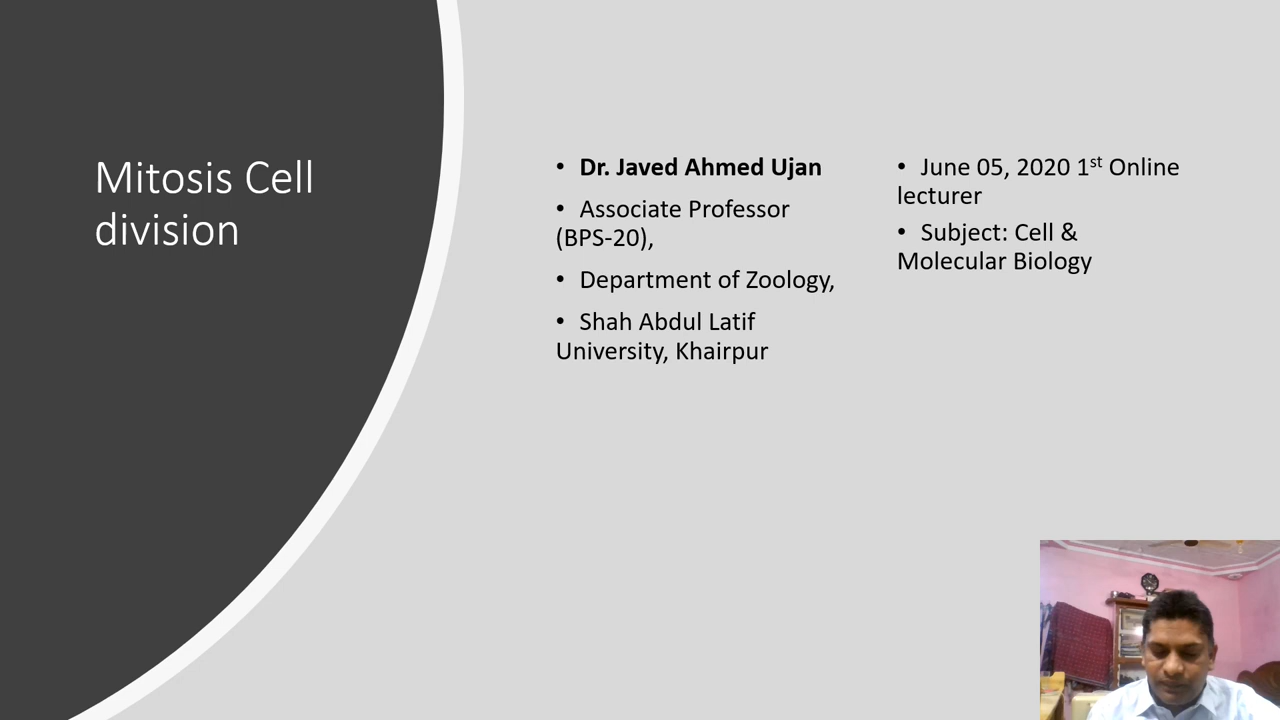 Mitosis Cell
division
• Dr. Javed Ahmed Ujan
• Associate Professor
(BPS-20),
• Department of Zoology,
• Shah Abdul Latif
University, Khairpur
• June 05, 2020 1st Online
lecturer
• Subject: Cell &
Molecular Biology